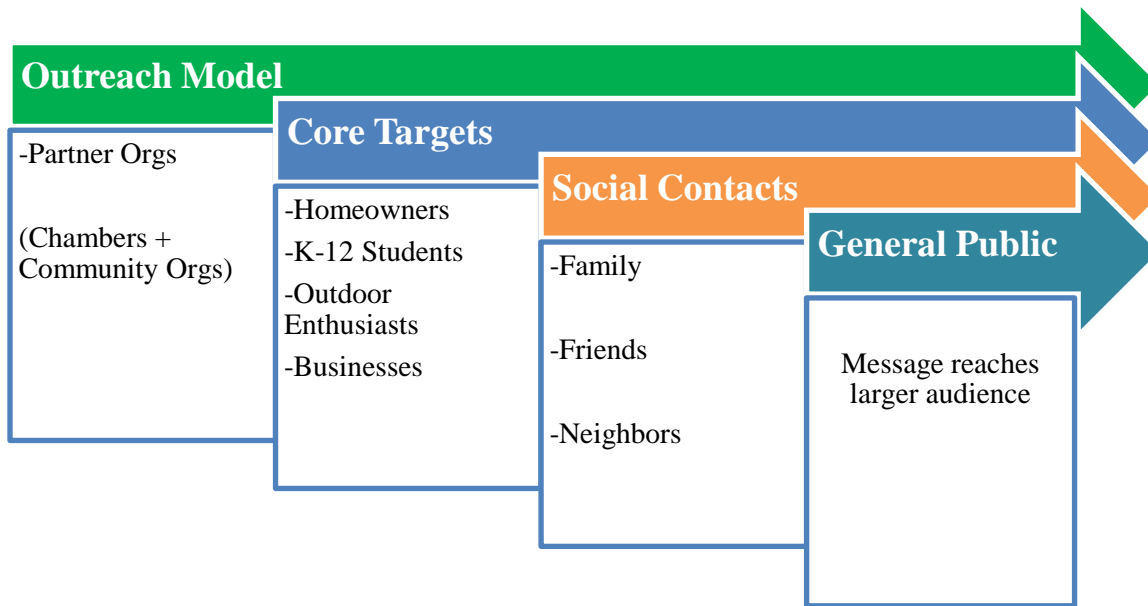 Outreach Model
-Partner Orgs
(Chambers +
Community Orgs)
Core Targets
-Homeowners
-K-12 Students
-Outdoor
Enthusiasts
-Businesses
Social Contacts
-Family
-Friends
-Neighbors
General Public
Message reaches
larger audience